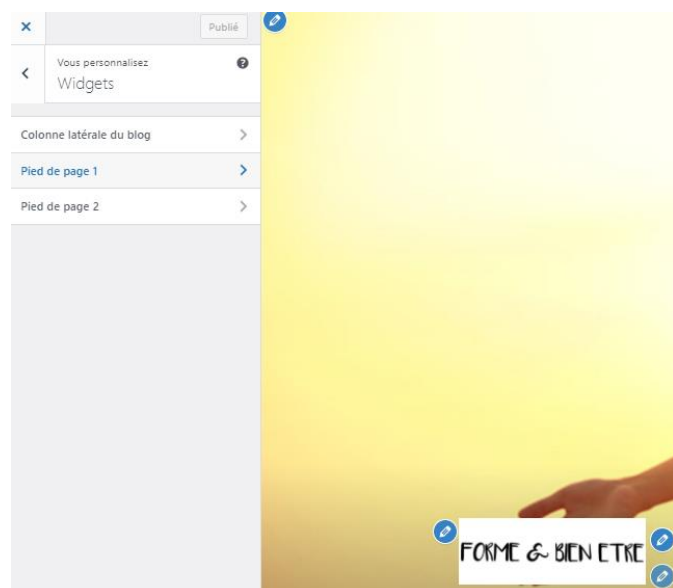 Publié
Vous personnalisez
Widgets
Colonne latérale du blog
Pied de page 1
Pied de page 2
FORME & BIEN ETRE